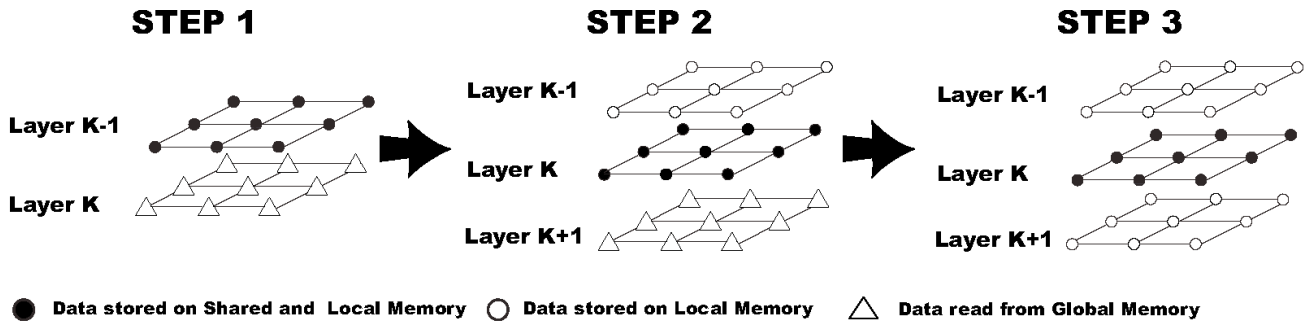 STEP 1
STEP 2
STEP 3
Layer K-1
Layer K
Layer K-1
Layer K
Layer K+1
Layer K-1
Layer K
Layer K+1
Data stored on Shared and Local Memory
Data stored on Local Memory
Data read from Global Memory